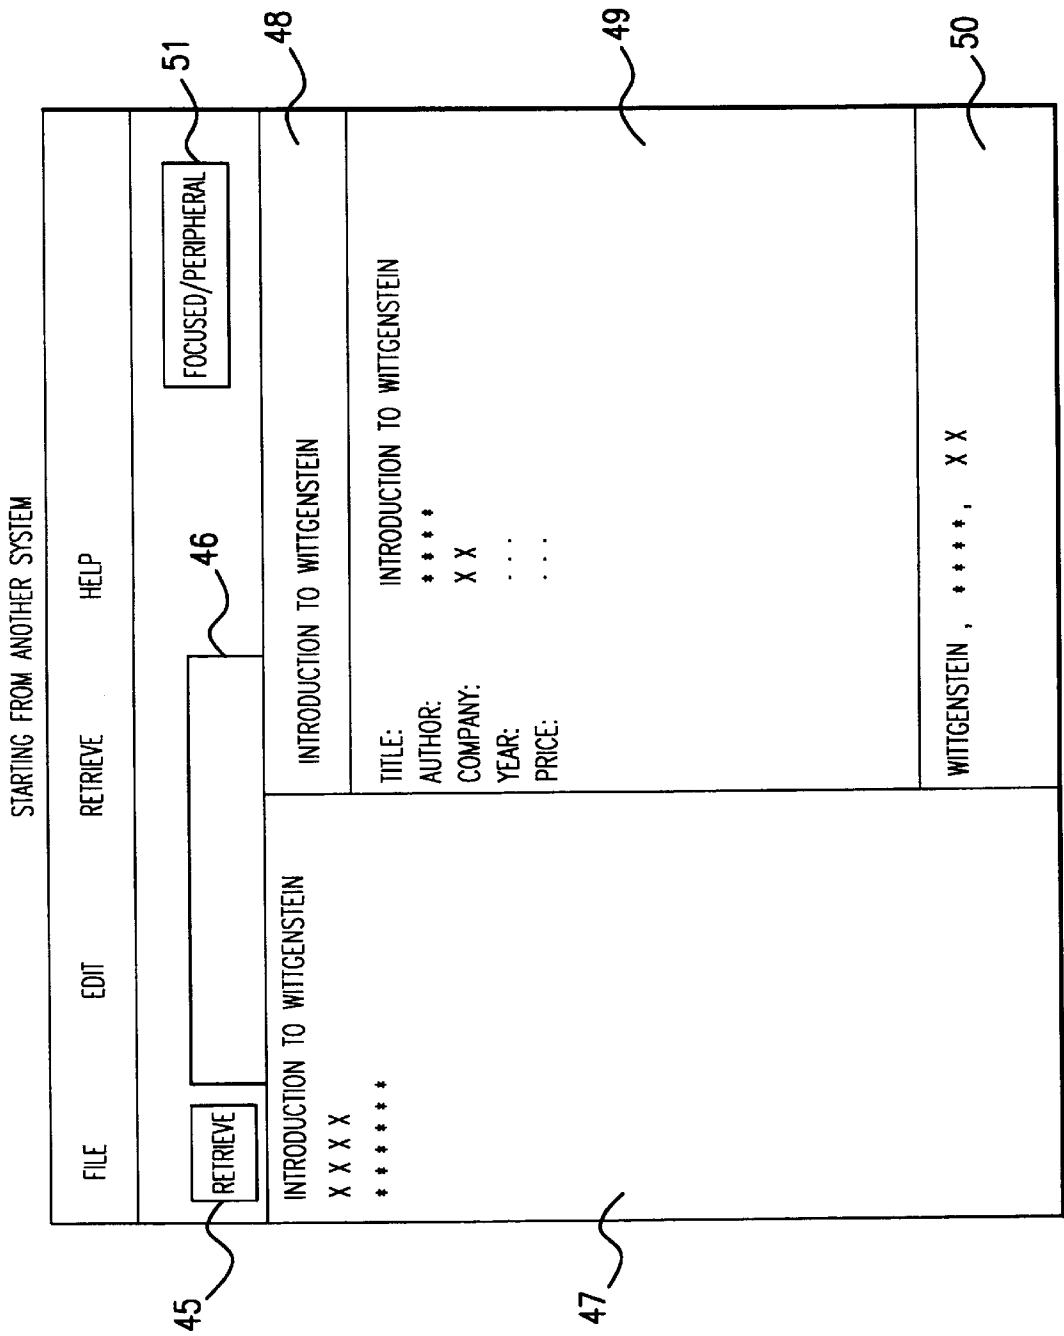 STARTING FROM ANOTHER SYSTEM
FILE EDIT RETRIEVE HELP
51
FOCUSED/PERIPHERAL
45
RETRIEVE
46
48
INTRODUCTION TO WITTGENSTEIN
INTRODUCTION TO WITTGENSTEIN
X X X X
* * * * * *
47
TITLE: INTRODUCTION TO WITTGENSTEIN
AUTHOR: * * * *
COMPANY: X X
YEAR: . . .
PRICE: . . .
49
WITTGENSTEIN , * * * * , X X
50